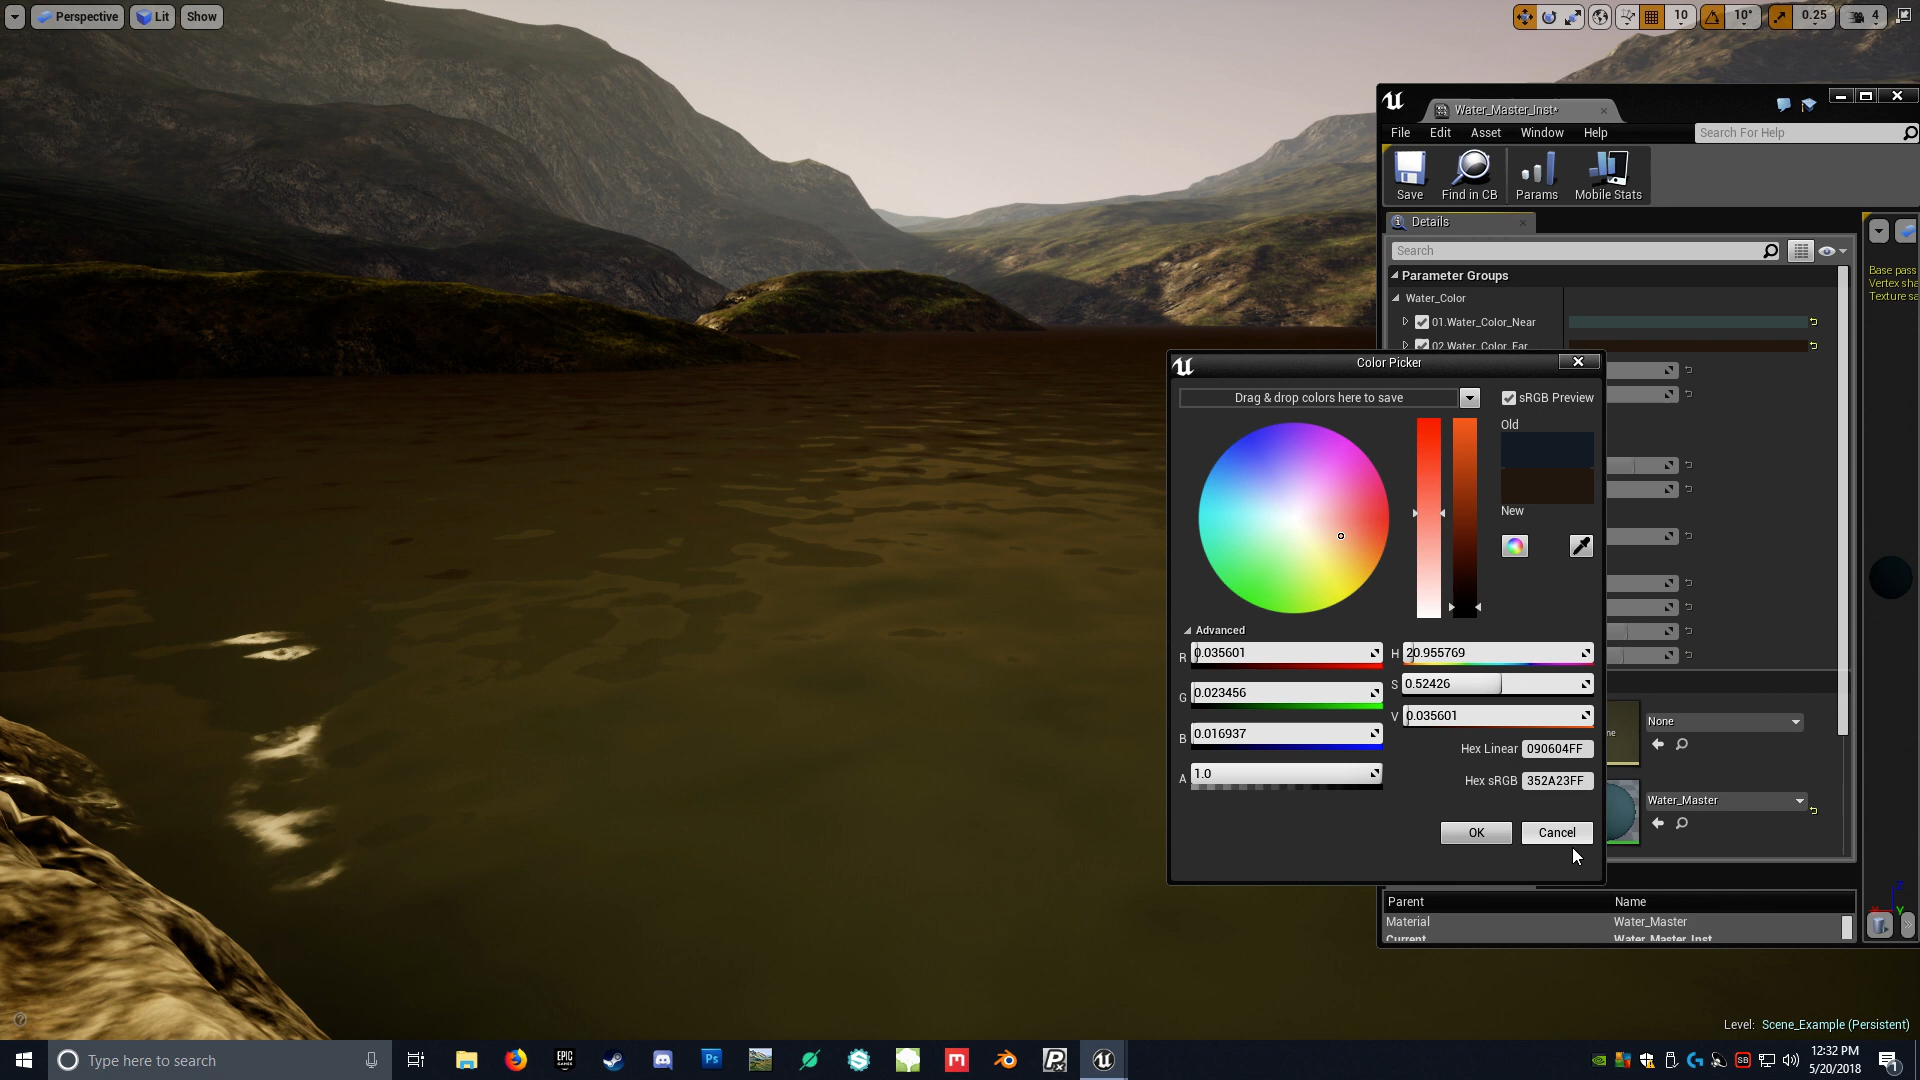 Perspective
Lit
Show
10
10°
0.25
4
Water_Master_Inst*
File Edit Asset Window Help
Search For Help
Save
Find in CB
Params
Mobile Stats
Details
Search
Parameter Groups
Water_Color
01.Water_Color_Near
02.Water_Color_Far
Base pass
Vertex sha
Texture sa
Color Picker
Drag & drop colors here to save
sRGB Preview
Old
New
Advanced
R 0.035601
G 0.023456
B 0.016937
A 1.0
H 20.955769
S 0.52426
V 0.035601
Hex Linear 090604FF
Hex sRGB 352A23FF
OK
Cancel
None
Water_Master
Parent Name
Material Water_Master
Current Water_Master_Inst
Z
X
Y
Level: Scene_Example (Persistent)
Type here to search
EPIC
GAMES
Ps
SB
12:32 PM
5/20/2018
1